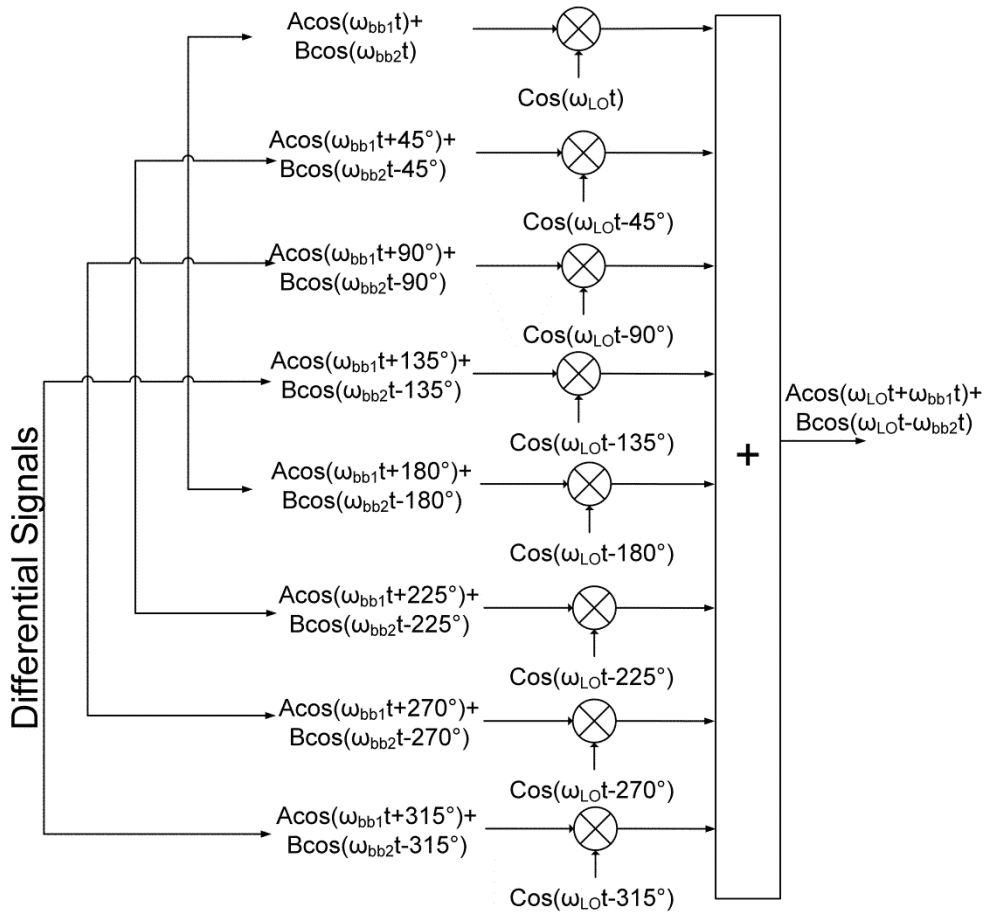 Acos(ωbb1t)+
Bcos(ωbb2t)
Cos(ωLOt)
Acos(ωbb1t+45°)+
Bcos(ωbb2t-45°)
Cos(ωLOt-45°)
Acos(ωbb1t+90°)+
Bcos(ωbb2t-90°)
Cos(ωLOt-90°)
Acos(ωbb1t+135°)+
Bcos(ωbb2t-135°)
Cos(ωLOt-135°)
Acos(ωbb1t+180°)+
Bcos(ωbb2t-180°)
Cos(ωLOt-180°)
Acos(ωbb1t+225°)+
Bcos(ωbb2t-225°)
Cos(ωLOt-225°)
Acos(ωbb1t+270°)+
Bcos(ωbb2t-270°)
Cos(ωLOt-270°)
Acos(ωbb1t+315°)+
Bcos(ωbb2t-315°)
Cos(ωLOt-315°)
Differential Signals
+
Acos(ωLOt+ωbb1t)+
Bcos(ωLOt-ωbb2t)